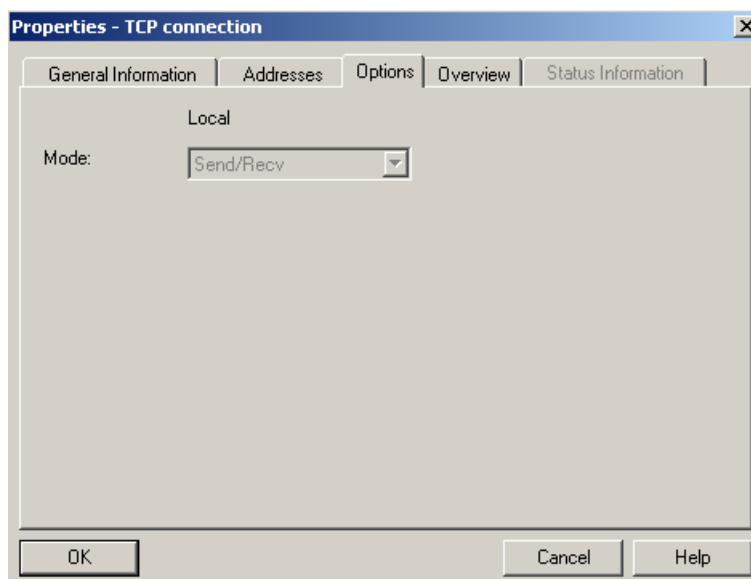 Properties - TCP connection
General Information
Addresses
Options
Overview
Status Information
Local
Mode:
Send/Recv
OK
Cancel
Help